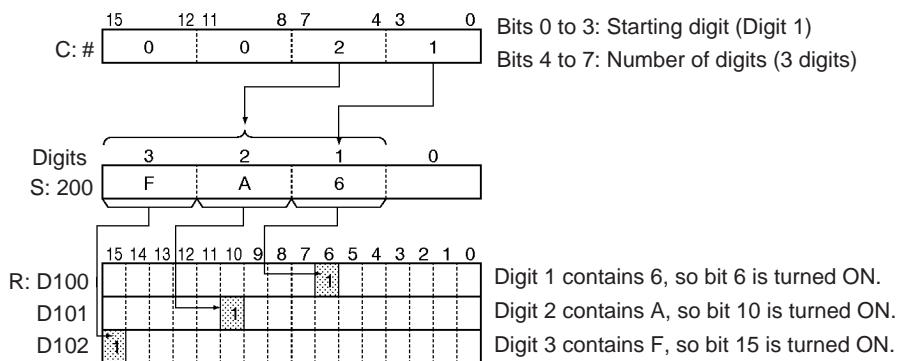 15 12 11 8 7 4 3 0
C: # 0 0 2 1
Bits 0 to 3: Starting digit (Digit 1)
Bits 4 to 7: Number of digits (3 digits)
Digits 3 2 1 0
S: 200 F A 6
15 14 13 12 11 10 9 8 7 6 5 4 3 2 1 0
R: D100 1 Digit 1 contains 6, so bit 6 is turned ON.
D101 1 Digit 2 contains A, so bit 10 is turned ON.
D102 1 Digit 3 contains F, so bit 15 is turned ON.